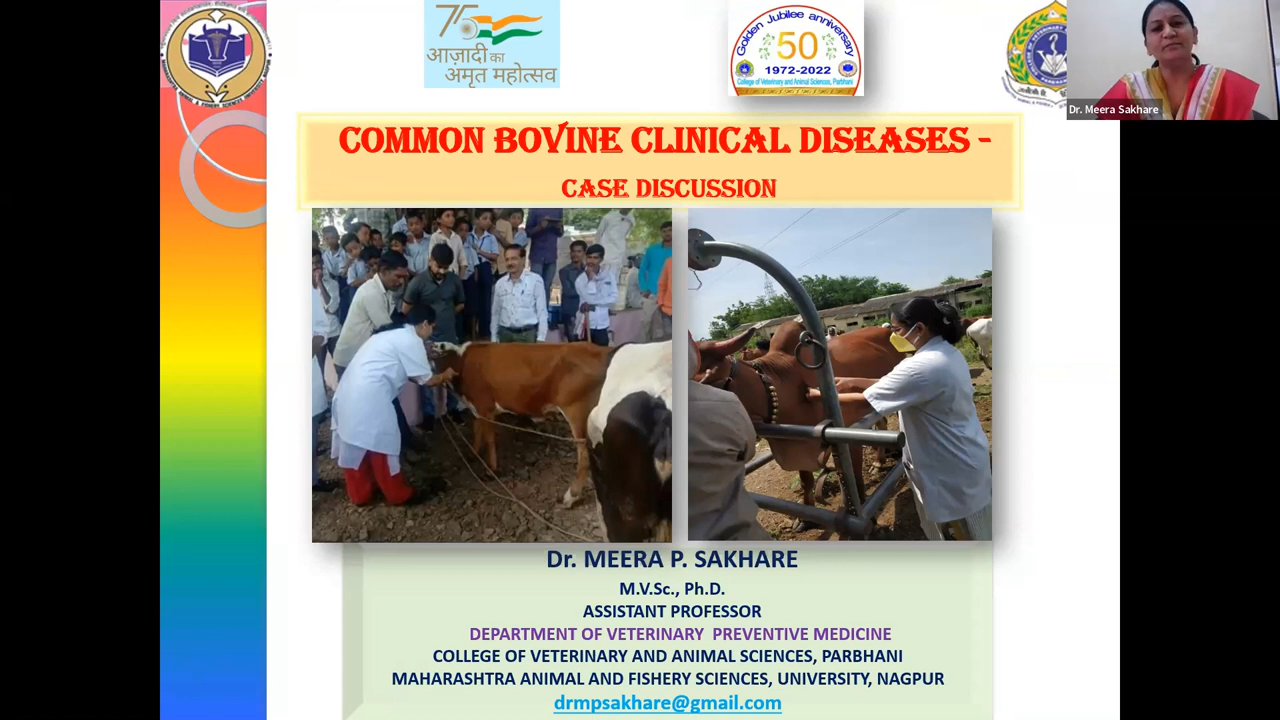 75
आज़ादी का
अमृत महोत्सव
Golden Jubilee anniversary
50
1972-2022
College of Veterinary and Animal Sciences, Parbhani
Dr. Meera Sakhare
COMMON BOVINE CLINICAL DISEASES -
CASE DISCUSSION
Dr. MEERA P. SAKHARE
M.V.Sc., Ph.D.
ASSISTANT PROFESSOR
DEPARTMENT OF VETERINARY PREVENTIVE MEDICINE
COLLEGE OF VETERINARY AND ANIMAL SCIENCES, PARBHANI
MAHARASHTRA ANIMAL AND FISHERY SCIENCES, UNIVERSITY, NAGPUR
drmpsakhare@gmail.com